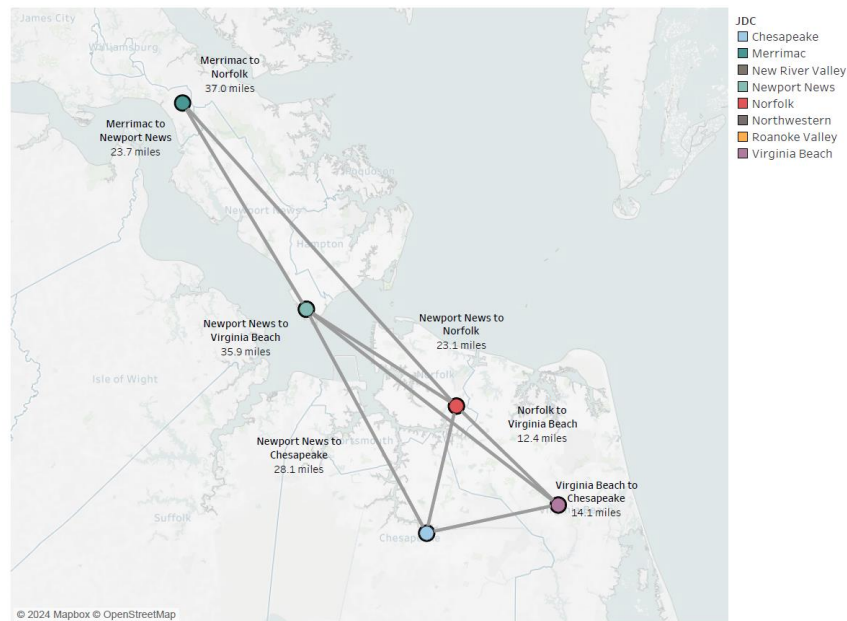 James City
Williamsburg
Merrimac to
Norfolk
37.0 miles
Merrimac to
Newport News
23.7 miles
Poquoson
Newport News
Hampton
Newport News to
Virginia Beach
35.9 miles
Newport News to
Norfolk
23.1 miles
Isle of Wight
Norfolk
Norfolk to
Virginia Beach
12.4 miles
Newport News to
Chesapeake
28.1 miles
Portsmouth
Virginia Beach to
Chesapeake
14.1 miles
Suffolk
Chesapeake
© 2024 Mapbox © OpenStreetMap
JDC
Chesapeake
Merrimac
New River Valley
Newport News
Norfolk
Northwestern
Roanoke Valley
Virginia Beach